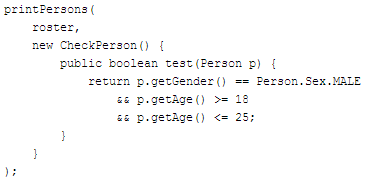 printPersons(
    roster,
    new CheckPerson() {
        public boolean test(Person p) {
            return p.getGender() == Person.Sex.MALE
                && p.getAge() >= 18
                && p.getAge() <= 25;
        }
    }
);